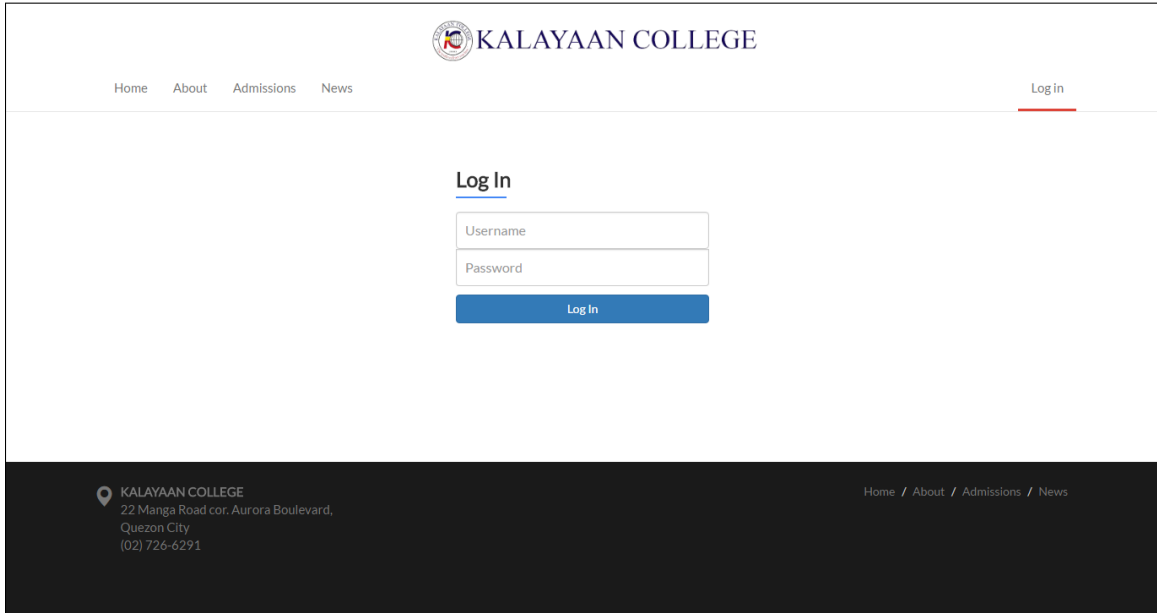 KALAYAAN COLLEGE
Home About Admissions News Log in
Log In
Username
Password
Log In
KALAYAAN COLLEGE
22 Manga Road cor. Aurora Boulevard,
Quezon City
(02) 726-6291
Home / About / Admissions / News